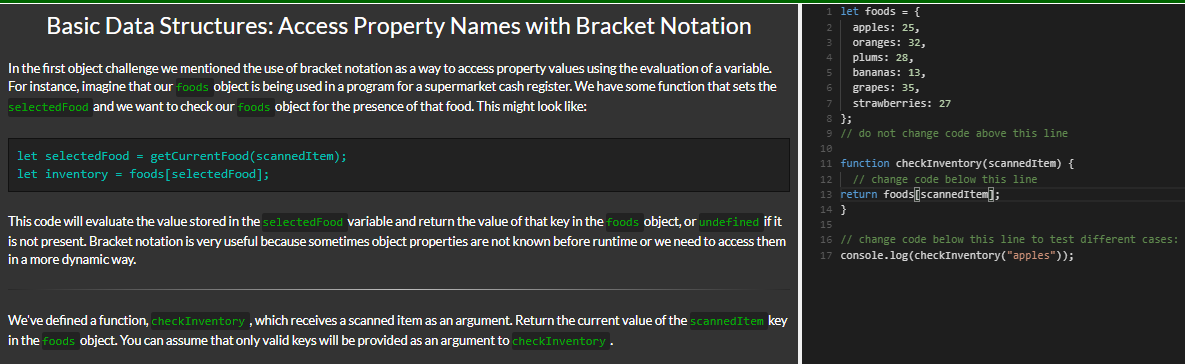 Basic Data Structures: Access Property Names with Bracket Notation
In the first object challenge we mentioned the use of bracket notation as a way to access property values using the evaluation of a variable.
For instance, imagine that our foods object is being used in a program for a supermarket cash register. We have some function that sets the
selectedFood and we want to check our foods object for the presence of that food. This might look like:
let selectedFood = getCurrentFood(scannedItem);
let inventory = foods[selectedFood];
This code will evaluate the value stored in the selectedFood variable and return the value of that key in the foods object, or undefined if it
is not present. Bracket notation is very useful because sometimes object properties are not known before runtime or we need to access them
in a more dynamic way.
We've defined a function, checkInventory , which receives a scanned item as an argument. Return the current value of the scannedItem key
in the foods object. You can assume that only valid keys will be provided as an argument to checkInventory .
1 let foods = {
2 apples: 25,
3 oranges: 32,
4 plums: 28,
5 bananas: 13,
6 grapes: 35,
7 strawberries: 27
8 };
9 // do not change code above this line
10
11 function checkInventory(scannedItem) {
12 // change code below this line
13 return foods[scannedItem];
14 }
15
16 // change code below this line to test different cases:
17 console.log(checkInventory("apples"));